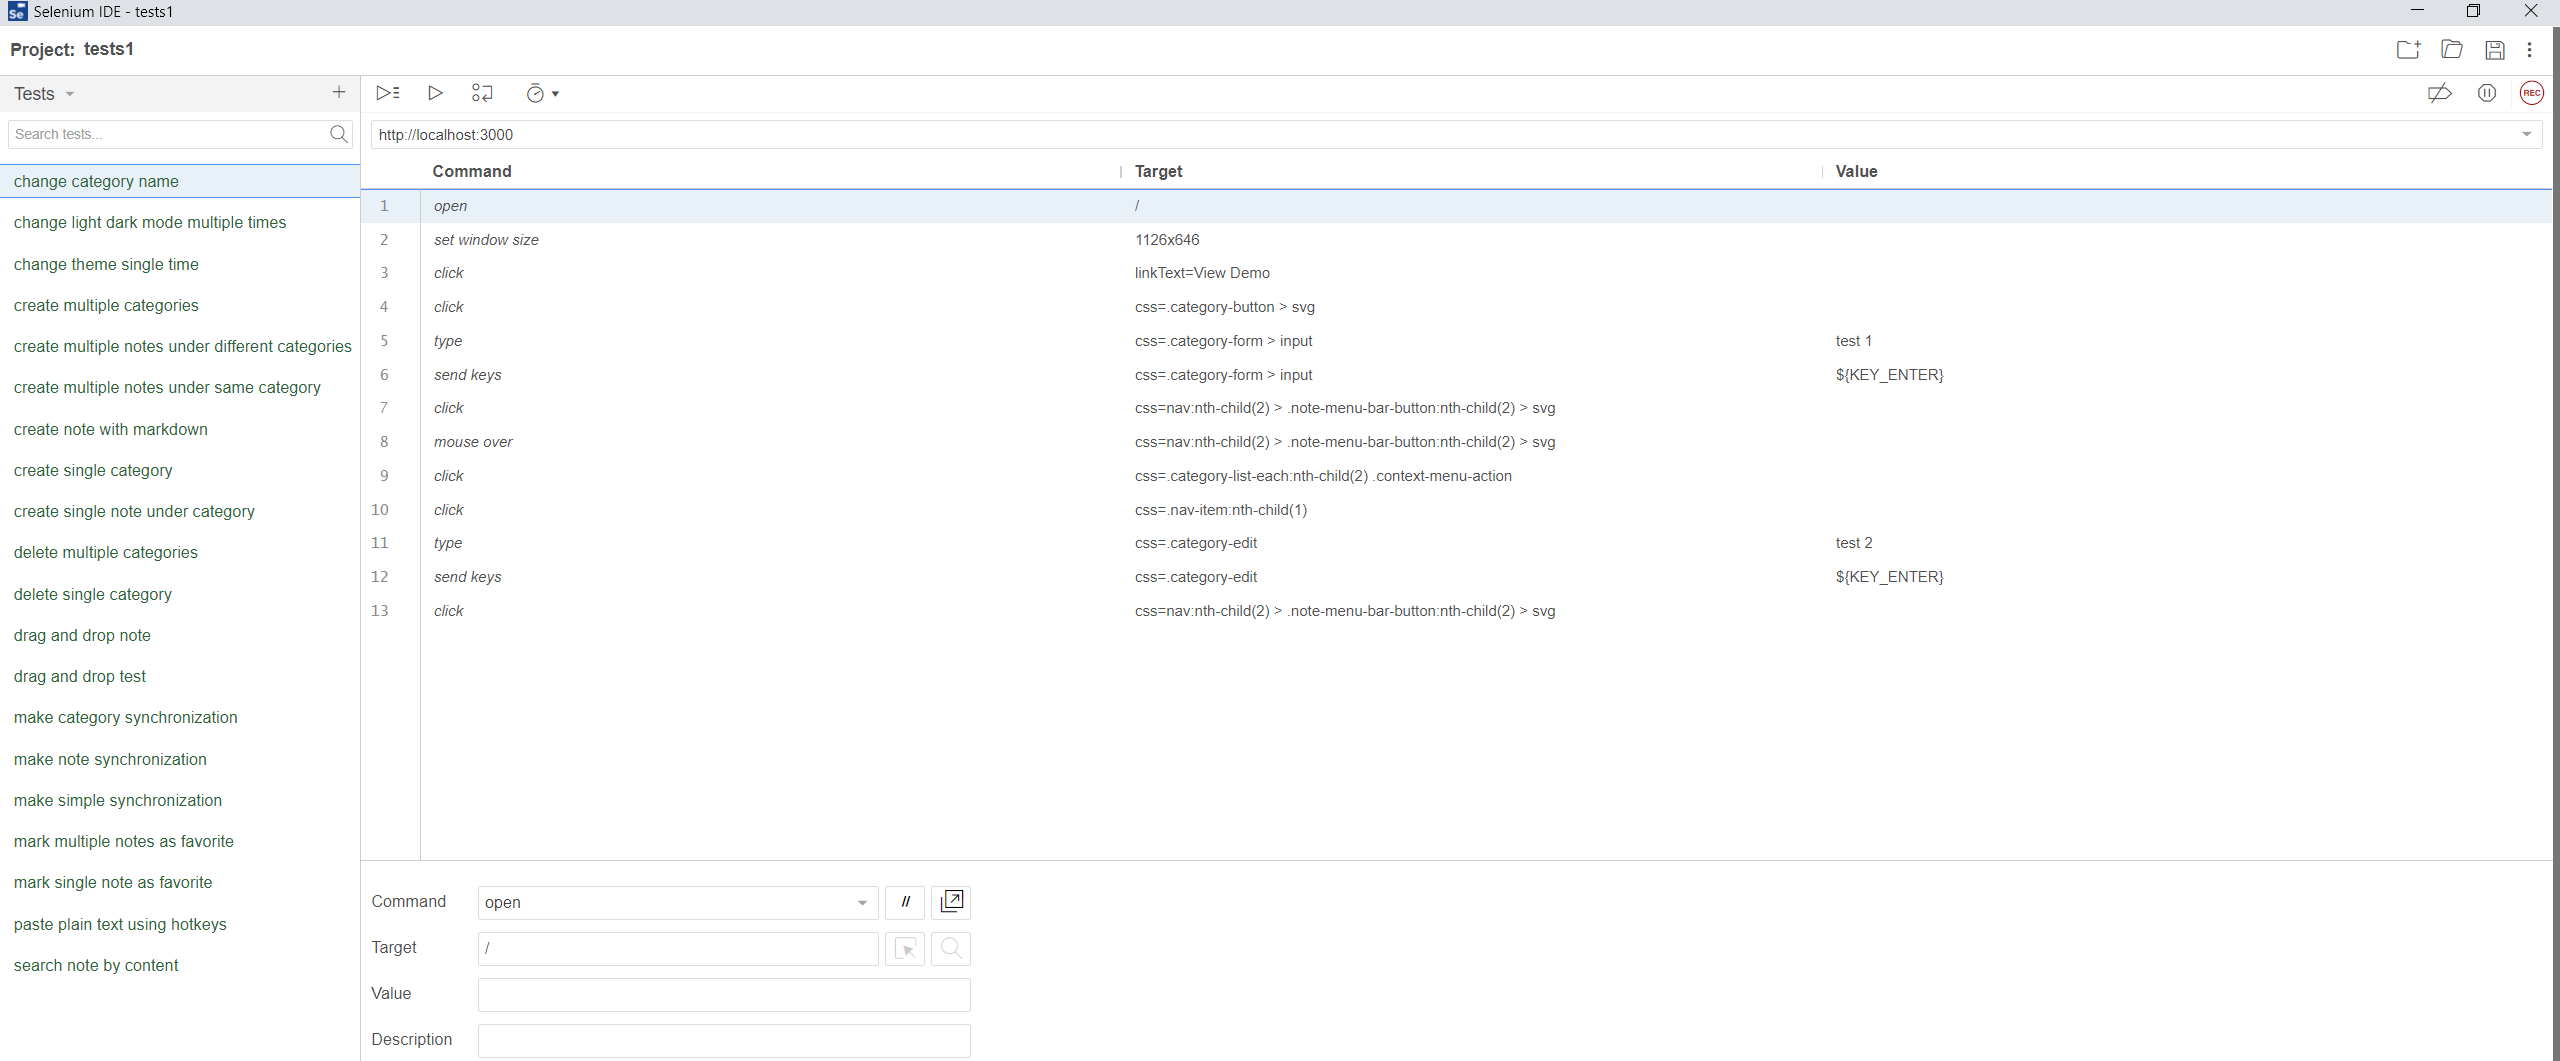 Selenium IDE - tests1
Project: tests1
Tests
Search tests...
change category name
change light dark mode multiple times
change theme single time
create multiple categories
create multiple notes under different categories
create multiple notes under same category
create note with markdown
create single category
create single note under category
delete multiple categories
delete single category
drag and drop note
drag and drop test
make category synchronization
make note synchronization
make simple synchronization
mark multiple notes as favorite
mark single note as favorite
paste plain text using hotkeys
search note by content
REC
http://localhost:3000
Command Target Value
1 open /
2 set window size 1126x646
3 click linkText=View Demo
4 click css=.category-button > svg
5 type css=.category-form > input test 1
6 send keys css=.category-form > input ${KEY_ENTER}
7 click css=nav:nth-child(2) > .note-menu-bar-button:nth-child(2) > svg
8 mouse over css=nav:nth-child(2) > .note-menu-bar-button:nth-child(2) > svg
9 click css=.category-list-each:nth-child(2) .context-menu-action
10 click css=.nav-item:nth-child(1)
11 type css=.category-edit test 2
12 send keys css=.category-edit ${KEY_ENTER}
13 click css=nav:nth-child(2) > .note-menu-bar-button:nth-child(2) > svg
Command open //
Target /
Value
Description